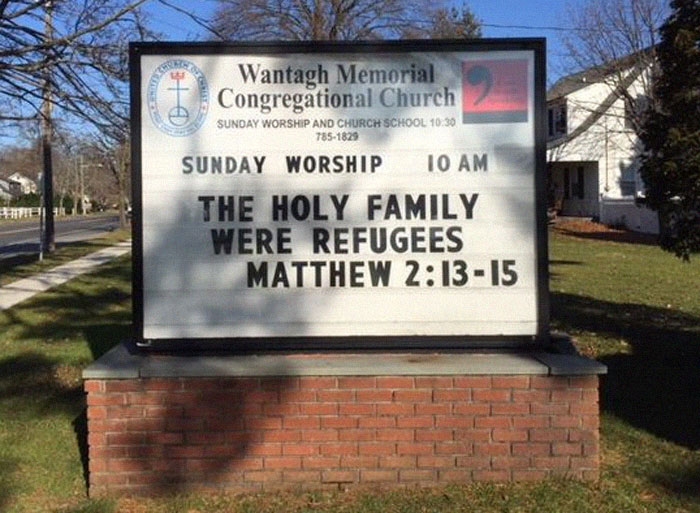 Wantagh Memorial
Congregational Church
SUNDAY WORSHIP AND CHURCH SCHOOL 10:30
785-1829
SUNDAY WORSHIP 10 AM
THE HOLY FAMILY
WERE REFUGEES
MATTHEW 2:13-15